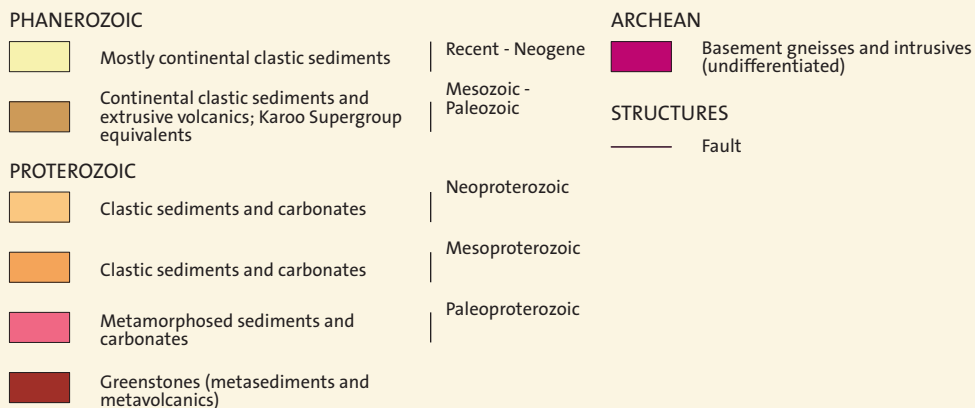 PHANEROZOIC
Mostly continental clastic sediments
Recent - Neogene
Continental clastic sediments and
extrusive volcanics; Karoo Supergroup
equivalents
Mesozoic -
Paleozoic
PROTEROZOIC
Clastic sediments and carbonates
Neoproterozoic
Clastic sediments and carbonates
Mesoproterozoic
Metamorphosed sediments and
carbonates
Paleoproterozoic
Greenstones (metasediments and
metavolcanics)
ARCHEAN
Basement gneisses and intrusives
(undifferentiated)
STRUCTURES
Fault